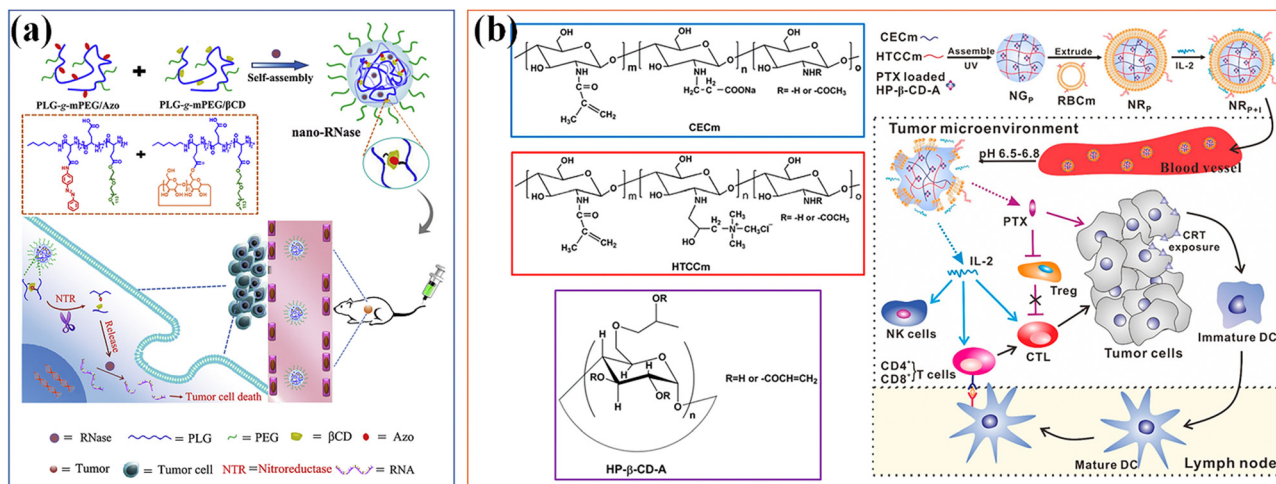 (a)
PLG-g-mPEG/Azo
PLG-g-mPEG/βCD
Self-assembly
nano-RNase
NTR
Release
Tumor cell death
= RNase
= PLG
= PEG
= βCD
= Azo
= Tumor
= Tumor cell
NTR = Nitroreductase
= RNA
(b)
CECm
HTCCm
HP-β-CD-A
R= -H or -COCH3
R= -H or -COCH3
R=H or -COCH=CH2
CECm
HTCCm
PTX loaded
HP-β-CD-A
Assemble
UV
NGP
Extrude
RBCm
NRP
IL-2
NRP+I
Tumor microenvironment
pH 6.5-6.8
Blood vessel
PTX
CRT
exposure
IL-2
Treg
NK cells
CTL
Tumor cells
Immature DC
CD4+
CD8+
T cells
Mature DC
Lymph node